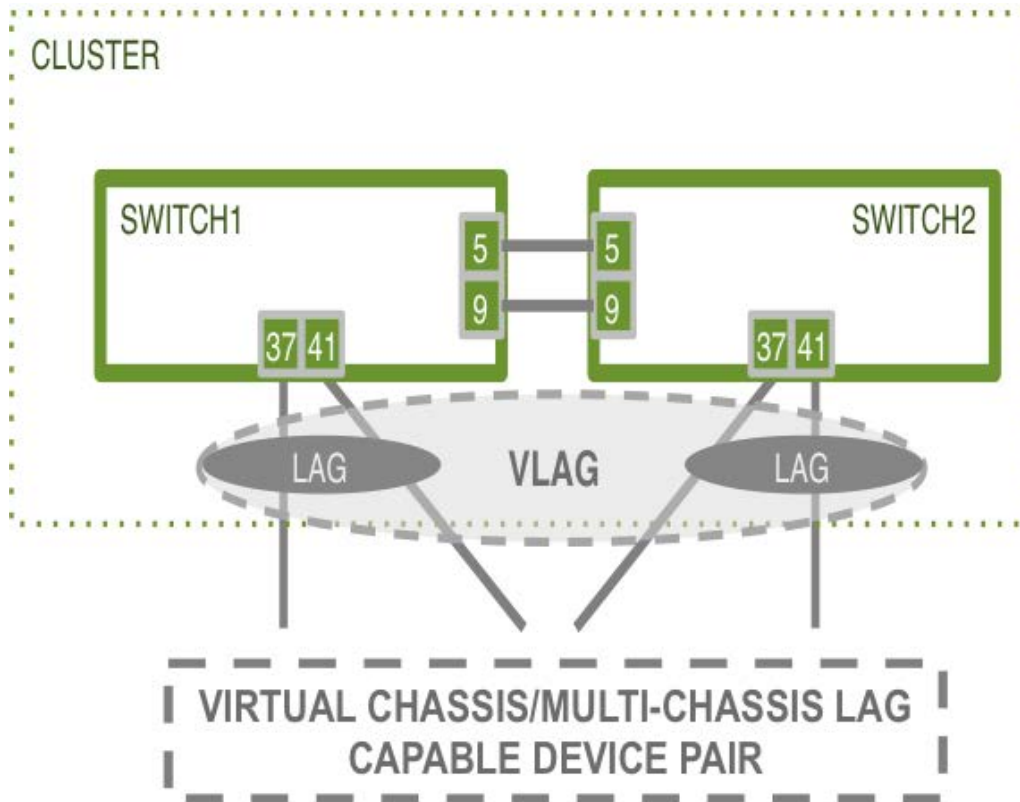 CLUSTER
SWITCH1
SWITCH2
5
5
9
9
37 41
37 41
LAG
VLAG
LAG
VIRTUAL CHASSIS/MULTI-CHASSIS LAG
CAPABLE DEVICE PAIR